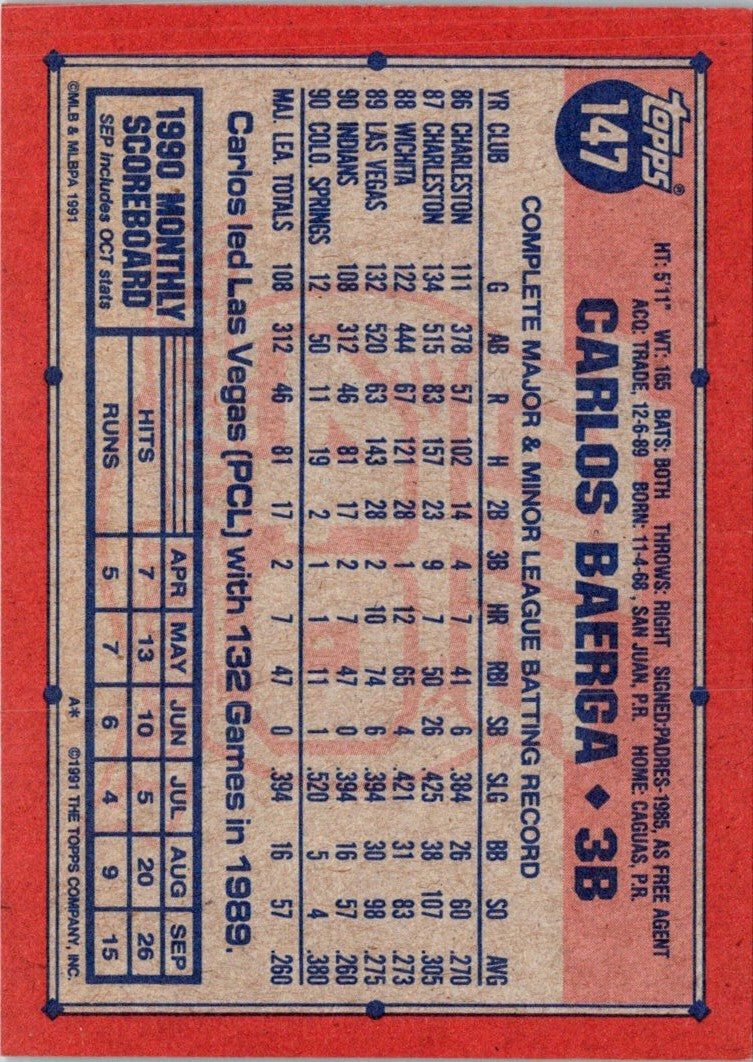 Topps®
147
HT: 5'11" WT: 165 BATS: BOTH THROWS: RIGHT SIGNED-PADRES-1985, AS FREE AGENT
ACQ: TRADE, 12-6-89 BORN: 11-4-68, SAN JUAN, P.R. HOME: CAGUAS, P.R.
CARLOS BAERGA ♦ 3B
COMPLETE MAJOR & MINOR LEAGUE BATTING RECORD
YR CLUB G AB R H 2B 3B HR RBI SB SLG BB SO AVG
86 CHARLESTON 111 378 57 102 14 4 7 41 6 .384 26 60 .270
87 CHARLESTON 134 515 83 157 23 9 7 50 26 .425 38 107 .305
88 WICHITA 122 444 67 121 28 1 12 65 4 .421 31 83 .273
89 LAS VEGAS 132 520 63 143 28 2 10 74 6 .394 30 98 .275
90 INDIANS 108 312 46 81 17 2 7 47 0 .394 16 57 .260
90 COLO. SPRINGS 12 50 11 19 2 1 1 11 1 .520 5 4 .380
MAJ. LEA. TOTALS 108 312 46 81 17 2 7 47 0 .394 16 57 .260
Carlos led Las Vegas (PCL) with 132 Games in 1989.
1990 MONTHLY
SCOREBOARD
SEP Includes OCT stats
APR MAY JUN JUL AUG SEP
HITS 7 13 10 5 20 26
RUNS 5 7 6 4 9 15
©MLB & MLBPA 1991
A* ©1991 THE TOPPS COMPANY, INC.